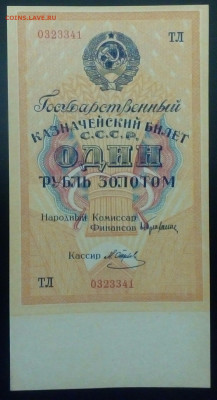 COINS.LAVE.RU
0323341 ТЛ
Государственный
КАЗНАЧЕЙСКИЙ БИЛЕТ
С.С.С.Р.
ОДИН
РУБЛЬ ЗОЛОТОМ
Народный Комиссар
Финансов
Кассир
ТЛ 0323341